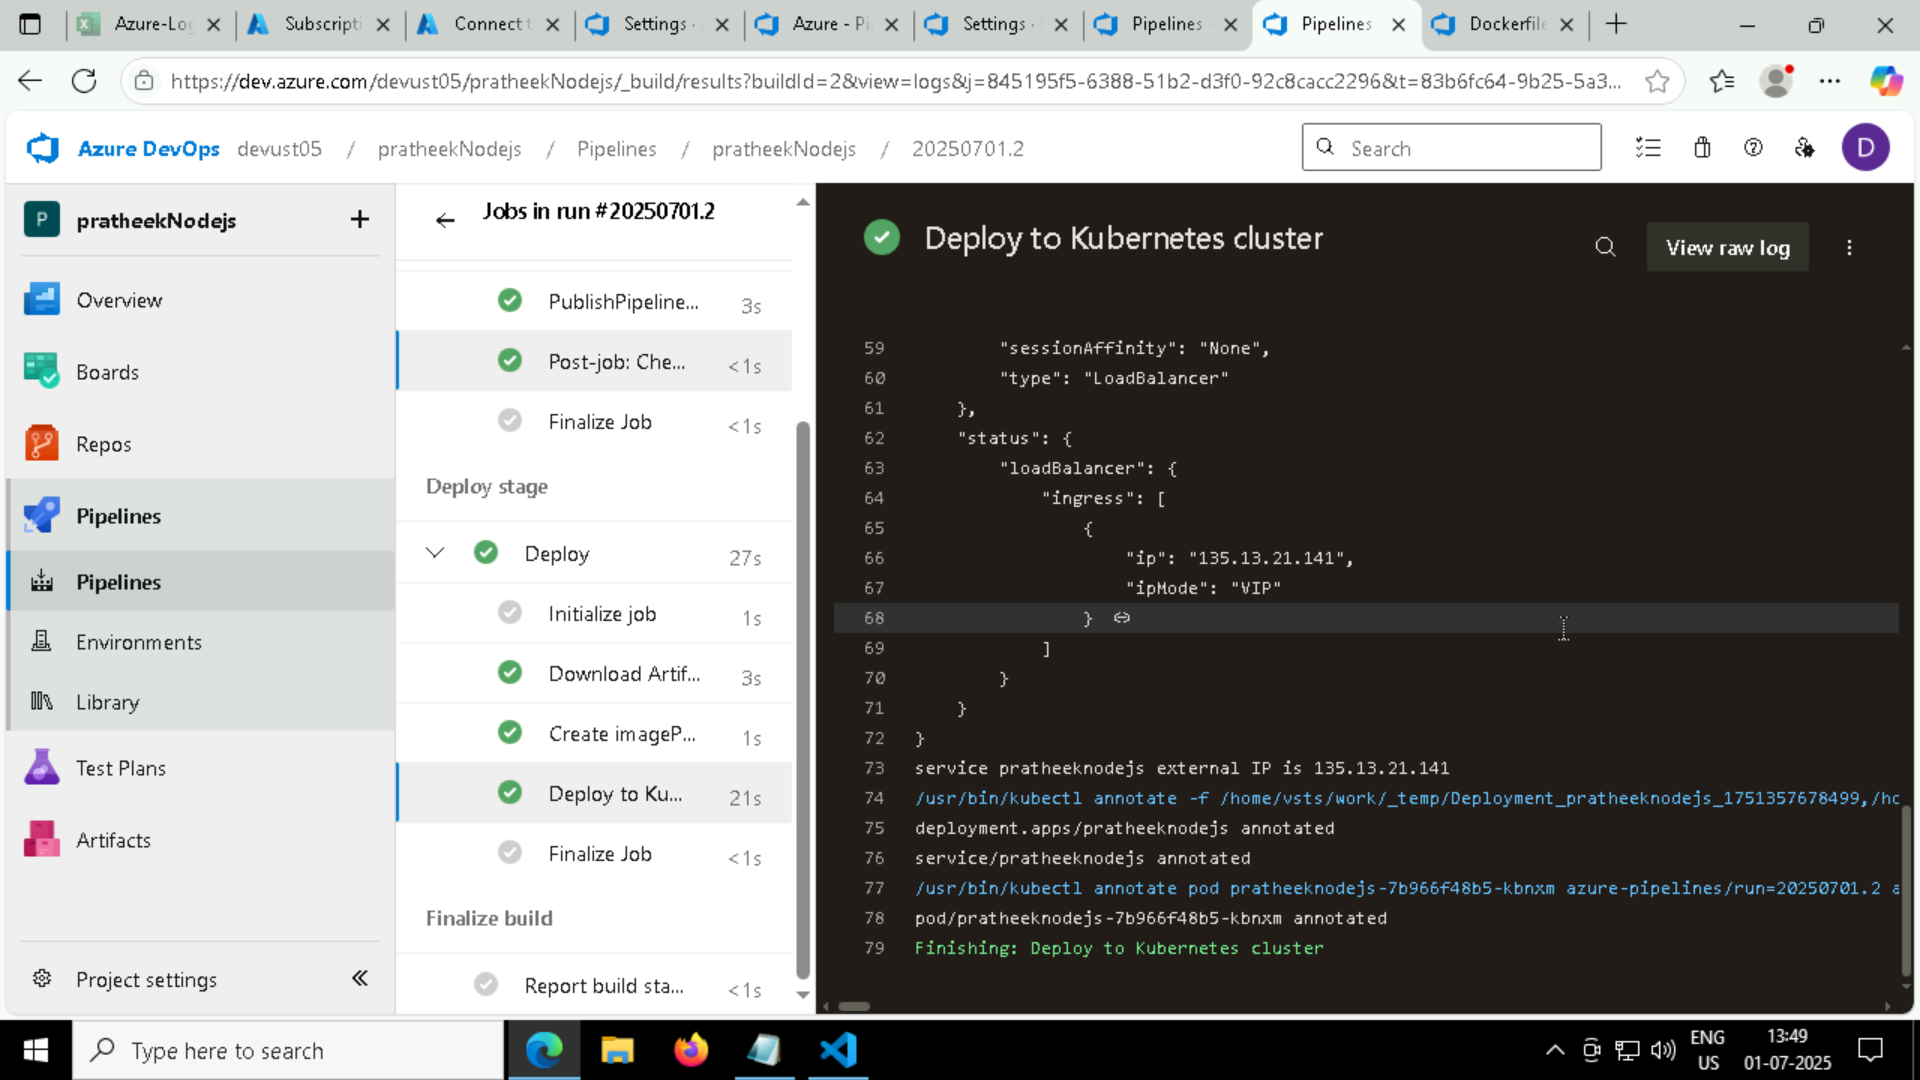 Azure-Log
Subscripti
Connect t
Settings ·
Azure - Pi
Settings ·
Pipelines -
Pipelines
Dockerfile
https://dev.azure.com/devust05/pratheekNodejs/_build/results?buildId=2&view=logs&j=845195f5-6388-51b2-d3f0-92c8cacc2296&t=83b6fc64-9b25-5a3...
Azure DevOps devust05 / pratheekNodejs / Pipelines / pratheekNodejs / 20250701.2
Search
D
P pratheekNodejs
Overview
Boards
Repos
Pipelines
Pipelines
Environments
Library
Test Plans
Artifacts
Project settings
Jobs in run #20250701.2
PublishPipeline... 3s
Post-job: Che... <1s
Finalize Job <1s
Deploy stage
Deploy 27s
Initialize job 1s
Download Artif... 3s
Create imageP... 1s
Deploy to Ku... 21s
Finalize Job <1s
Finalize build
Report build sta... <1s
Deploy to Kubernetes cluster
View raw log
59 "sessionAffinity": "None",
60 "type": "LoadBalancer"
61 },
62 "status": {
63 "loadBalancer": {
64 "ingress": [
65 {
66 "ip": "135.13.21.141",
67 "ipMode": "VIP"
68 }
69 ]
70 }
71 }
72 }
73 service pratheeknodejs external IP is 135.13.21.141
74 /usr/bin/kubectl annotate -f /home/vsts/work/_temp/Deployment_pratheeknodejs_1751357678499,/ho
75 deployment.apps/pratheeknodejs annotated
76 service/pratheeknodejs annotated
77 /usr/bin/kubectl annotate pod pratheeknodejs-7b966f48b5-kbnxm azure-pipelines/run=20250701.2 a
78 pod/pratheeknodejs-7b966f48b5-kbnxm annotated
79 Finishing: Deploy to Kubernetes cluster
Type here to search
ENG
US
13:49
01-07-2025